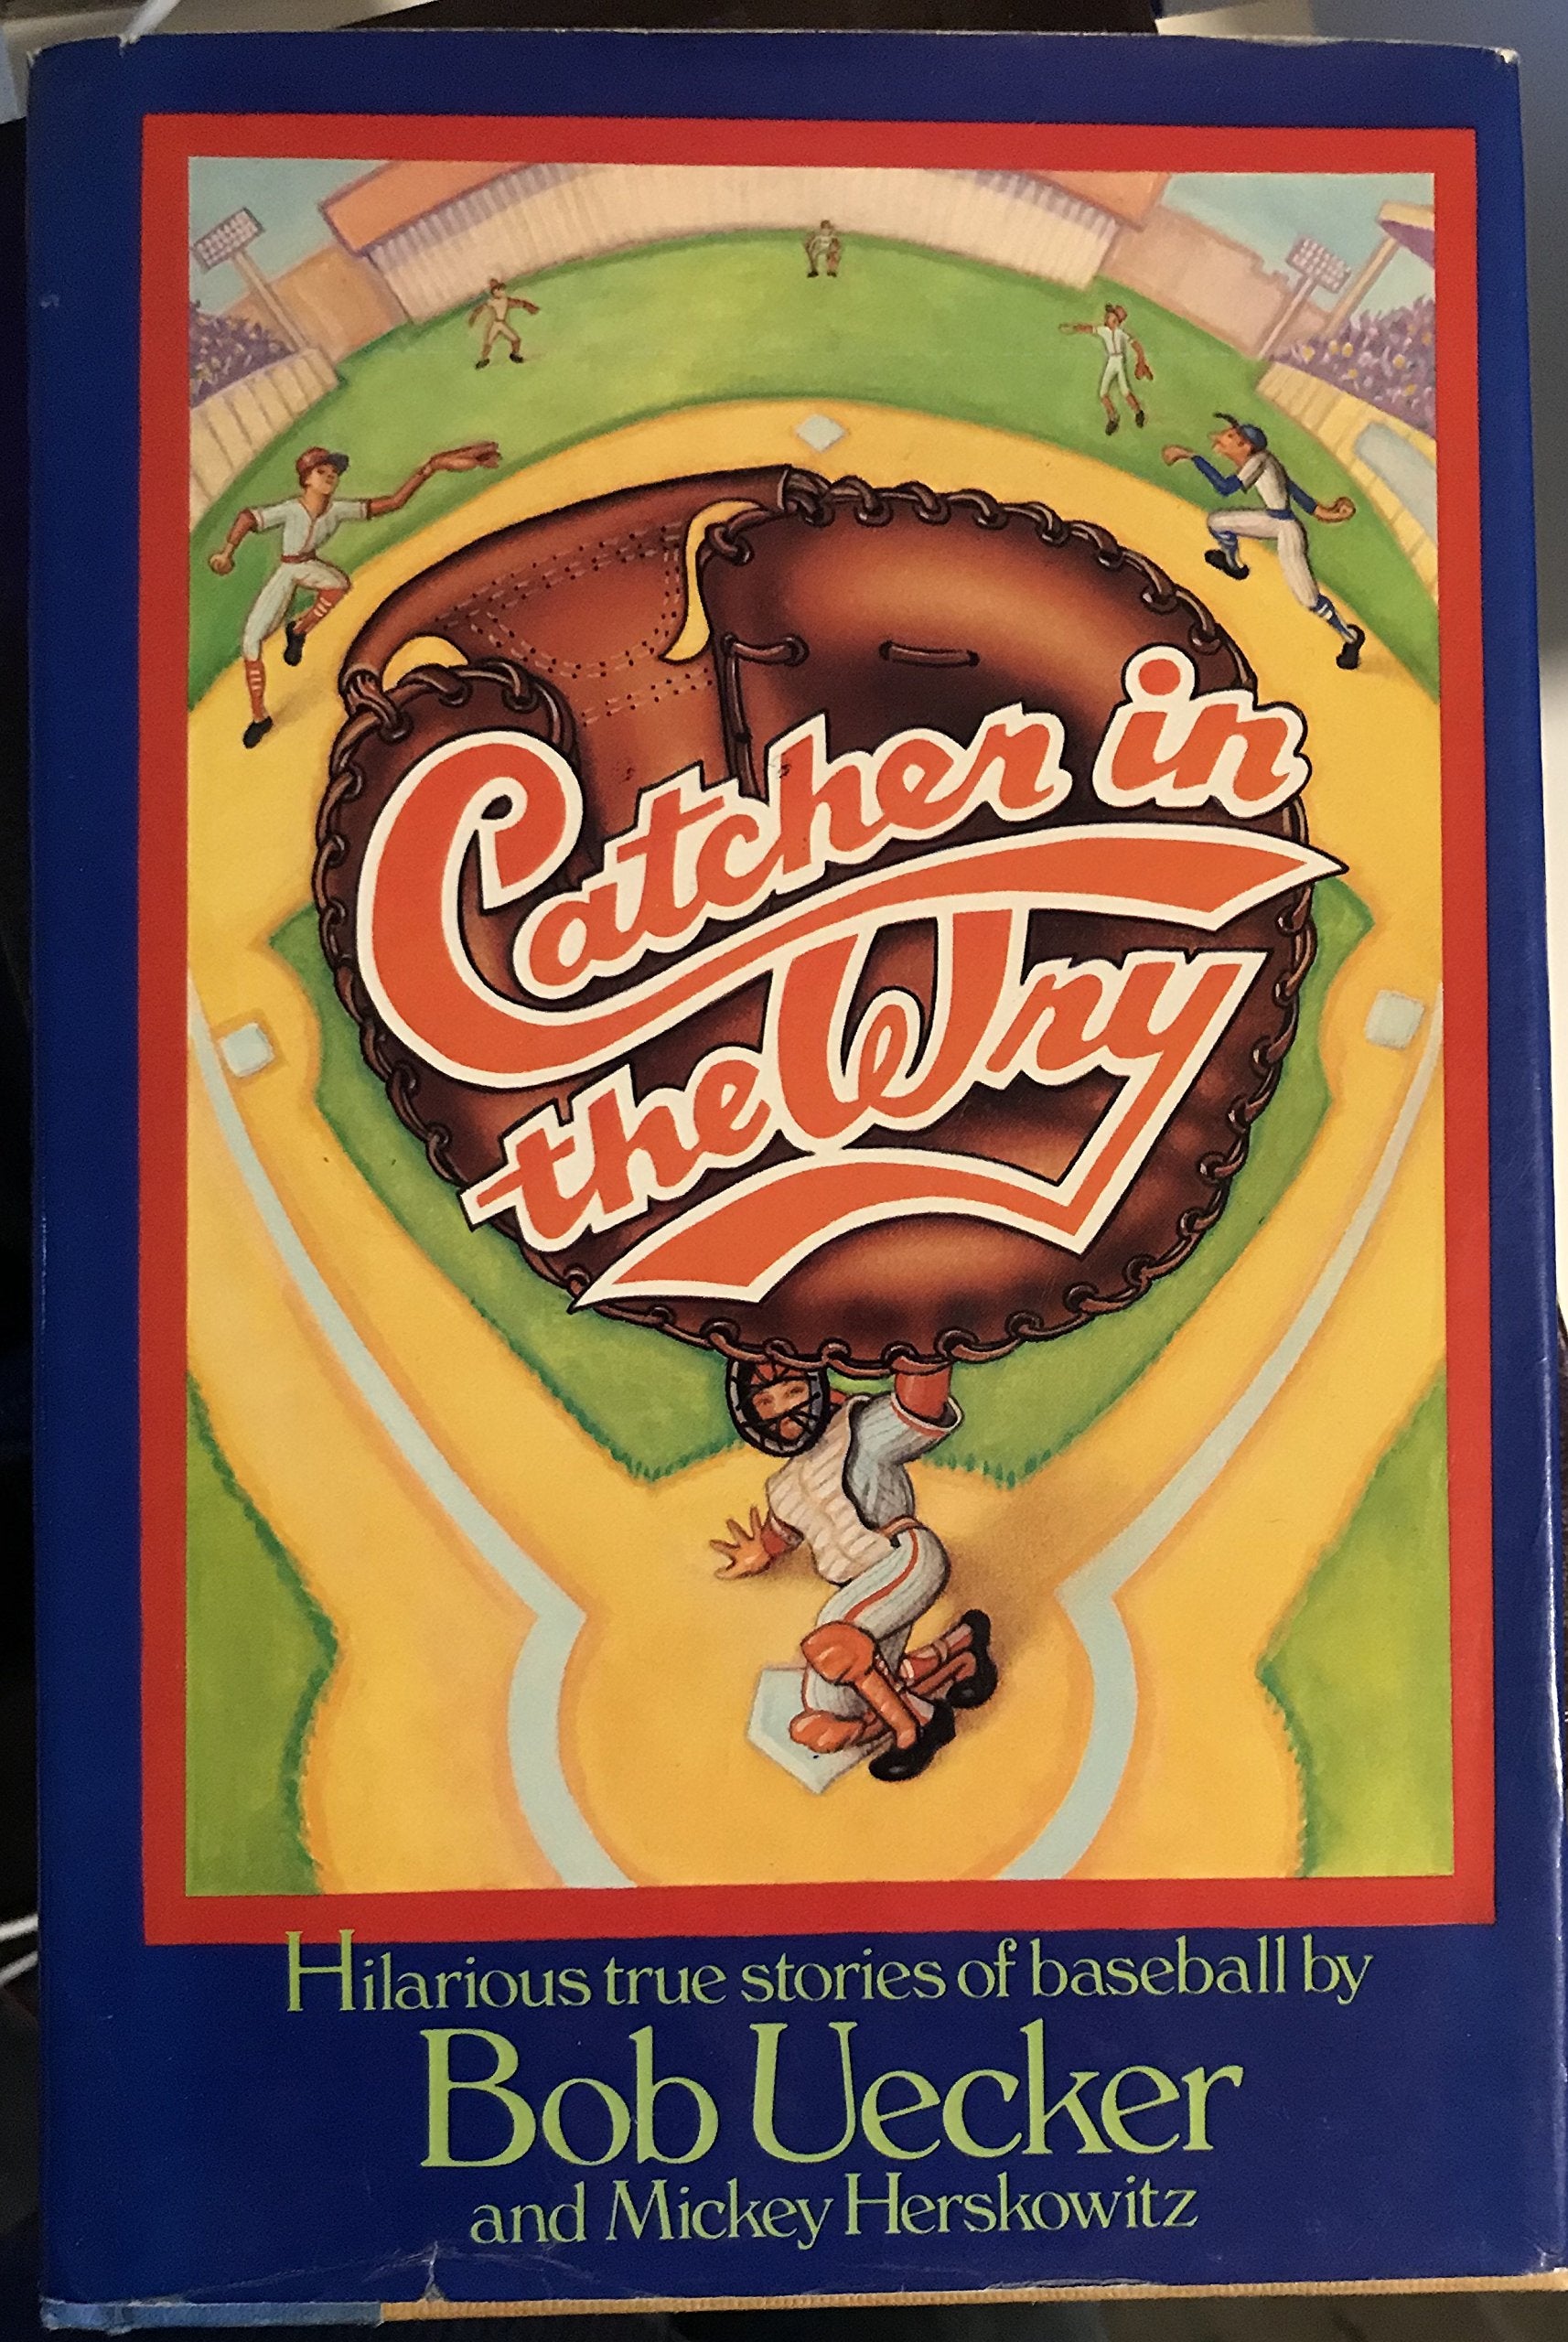 Catcher in
the Wry
Hilarious true stories of baseball by
Bob Uecker
and Mickey Herskowitz